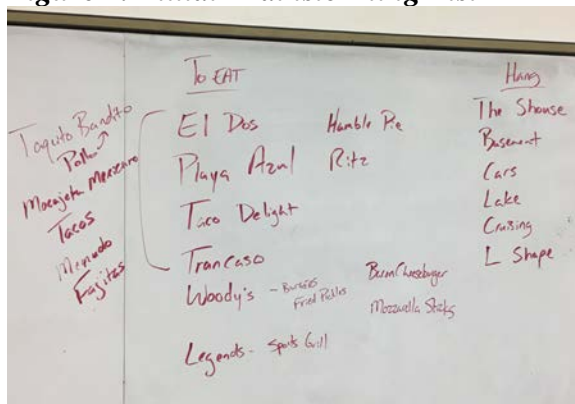 To EAT
Hang
Taquito Bandito
Pollo
Mexicano
Tacos
Menudo
Fajitas
El Dos
Humble Pie
Playa Azul
Ritz
Taco Delight
Trancaso
Woody's - Burgers
Fried Pickles
Bacon Cheeseburger
Mozzarella Sticks
Legends - Sports Grill
The Shouse
Basement
Cars
Lake
Cruising
L Shape